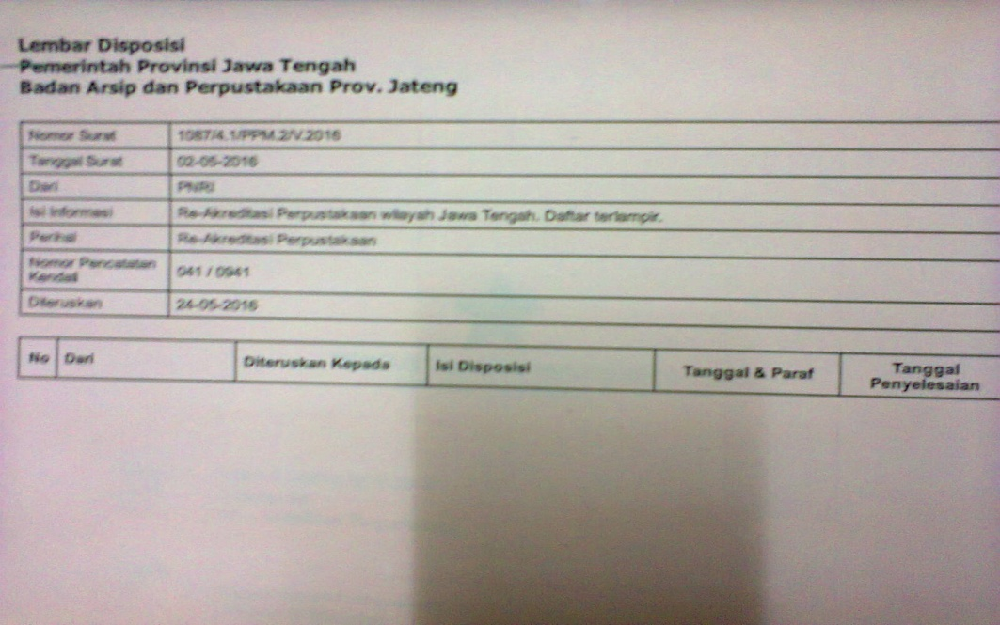 Lembar Disposisi
Pemerintah Provinsi Jawa Tengah
Badan Arsip dan Perpustakaan Prov. Jateng
Nomor Surat 1087/4.1/PPM.2/V.2016
Tanggal Surat 02-05-2016
Dari PNRI
Isi Informasi Re-Akreditasi Perpustakaan wilayah Jawa Tengah. Daftar terlampir.
Perihal Re-Akreditasi Perpustakaan
Nomor Pencatatan
Kendali 041 / 0941
Diteruskan 24-05-2016
No Dari Diteruskan Kepada Isi Disposisi Tanggal & Paraf Tanggal
Penyelesaian